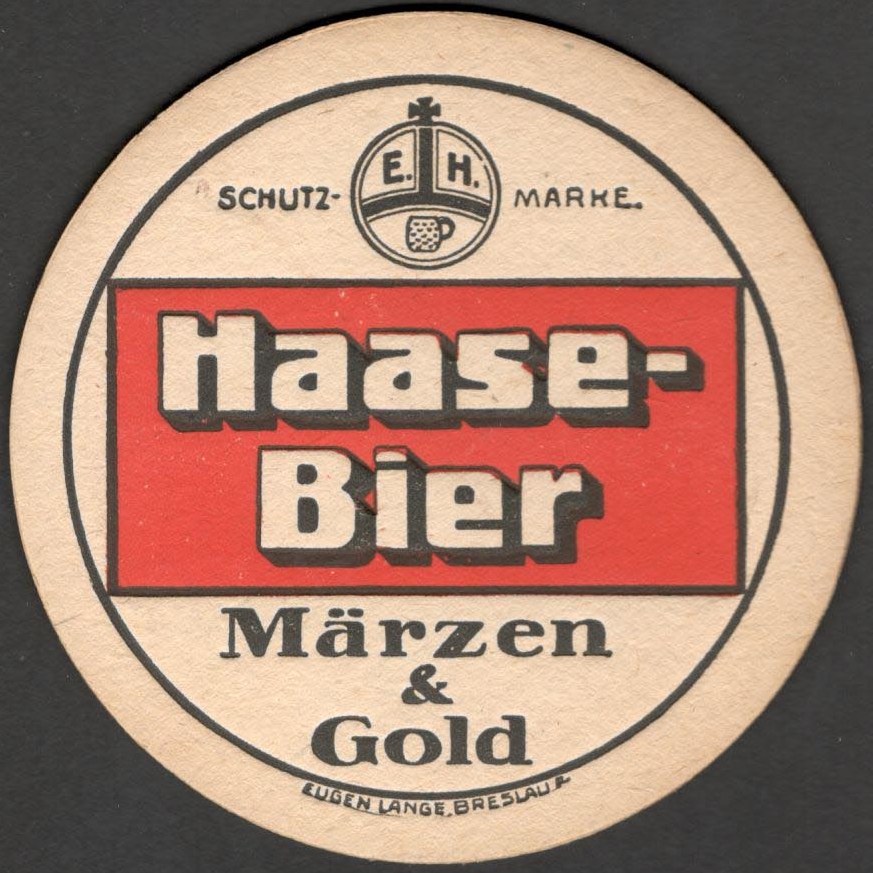 E. H.
SCHUTZ- MARKE.
Haase-
Bier
Märzen
&
Gold
EUGEN LANGE, BRESLAU